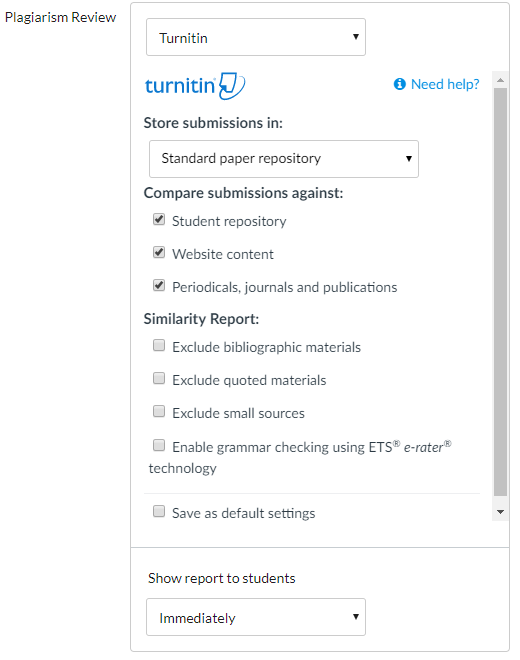 Plagiarism Review
Turnitin
turnitin
Need help?
Store submissions in:
Standard paper repository
Compare submissions against:
Student repository
Website content
Periodicals, journals and publications
Similarity Report:
Exclude bibliographic materials
Exclude quoted materials
Exclude small sources
Enable grammar checking using ETS® e-rater®
technology
Save as default settings
Show report to students
Immediately